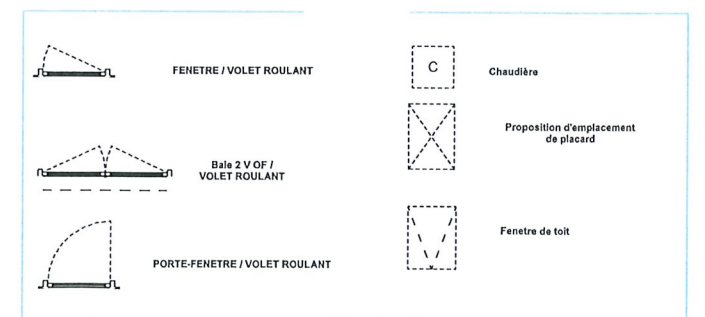 FENETRE / VOLET ROULANT
Baie 2 V OF /
VOLET ROULANT
PORTE-FENETRE / VOLET ROULANT
C
Chaudière
Proposition d'emplacement
de placard
Fenetre de toit